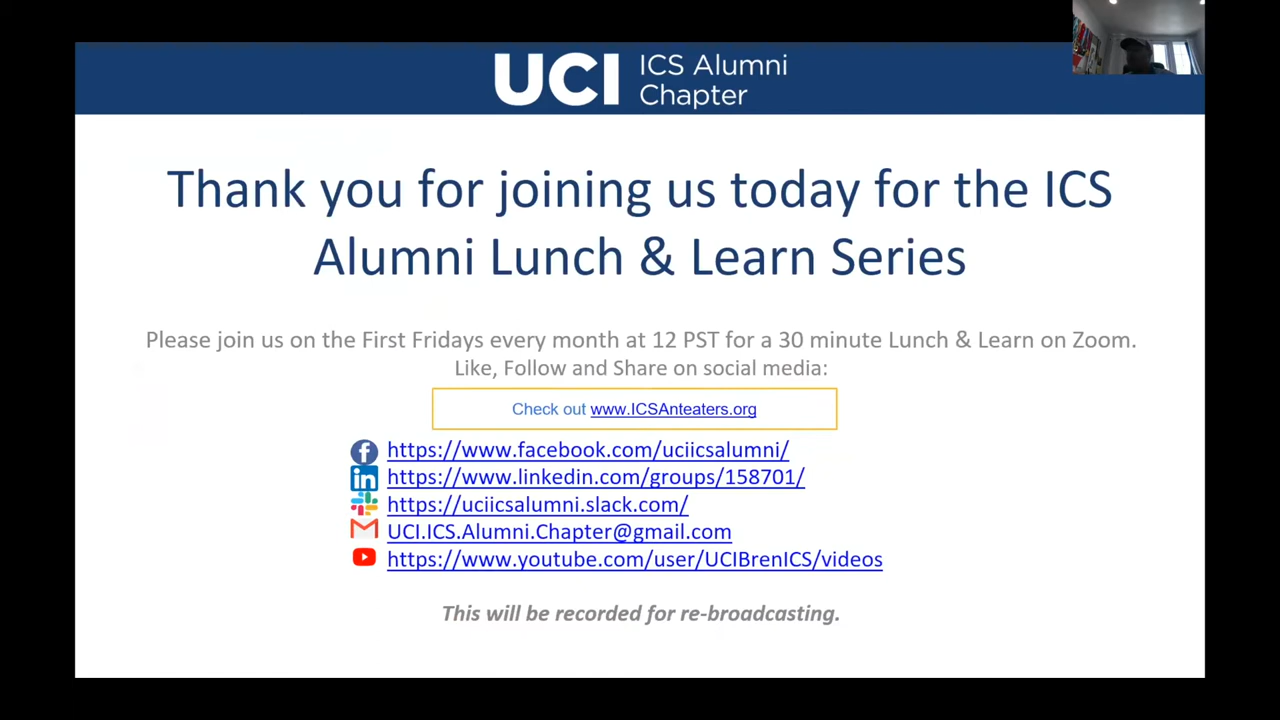 UCI ICS Alumni
Chapter
Thank you for joining us today for the ICS
Alumni Lunch & Learn Series
Please join us on the First Fridays every month at 12 PST for a 30 minute Lunch & Learn on Zoom.
Like, Follow and Share on social media:
Check out www.ICSAnteaters.org
https://www.facebook.com/uciicsalumni/
https://www.linkedin.com/groups/158701/
https://uciicsalumni.slack.com/
UCI.ICS.Alumni.Chapter@gmail.com
https://www.youtube.com/user/UCIBrenICS/videos
This will be recorded for re-broadcasting.